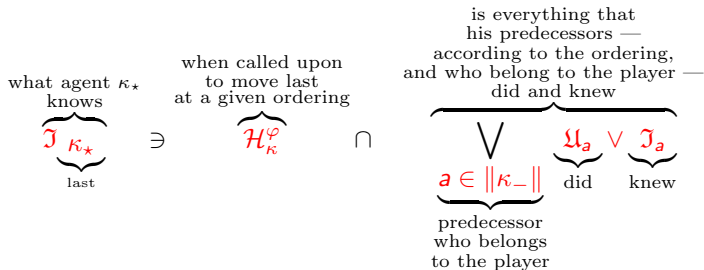 is everything that
his predecessors —
according to the ordering,
and who belong to the player —
did and knew
when called upon
to move last
at a given ordering
what agent κ⋆
knows
ℑ κ⋆ ∋ ℋ^φ_κ ∩ ⋁ 𝔘ₐ ∨ ℑₐ
a ∈ ‖κ₋‖
last
did knew
predecessor
who belongs
to the player